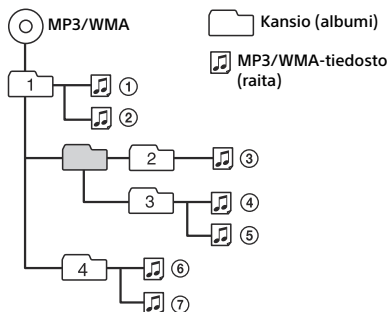 MP3/WMA
Kansio (albumi)
MP3/WMA-tiedosto
(raita)
1
①
②
2
③
3
④
⑤
4
⑥
⑦